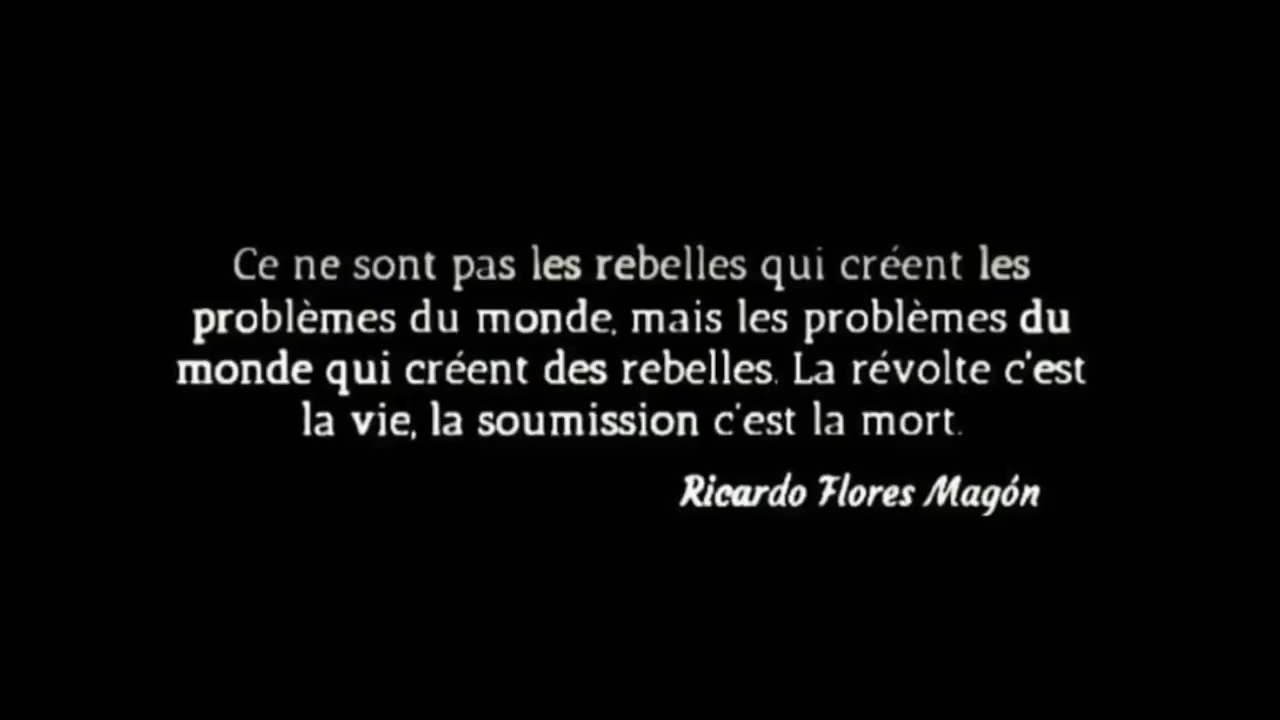 Ce ne sont pas les rebelles qui créent les
problèmes du monde, mais les problèmes du
monde qui créent des rebelles. La révolte c'est
la vie, la soumission c'est la mort.
Ricardo Flores Magón